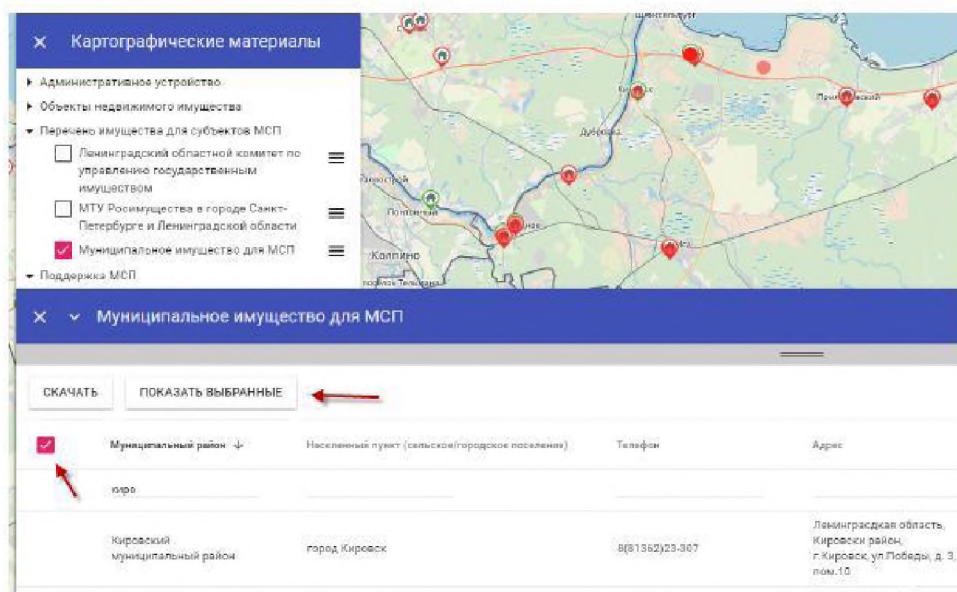 Картографические материалы
Административное устройство
Объекты недвижимого имущества
Перечень имущества для субъектов МСП
Ленинградский областной комитет по
управлению государственным
имуществом
МТУ Росимущества в городе Санкт-
Петербурге и Ленинградской области
Муниципальное имущество для МСП
Поддержка МСП
Колпино
Муниципальное имущество для МСП
СКАЧАТЬ
ПОКАЗАТЬ ВЫБРАННЫЕ
Муниципальный район
Населенный пункт (сельское/городское поселение)
Телефон
Адрес
киро
Кировский
муниципальный район
город Кировск
8(81362)23-307
Ленинграсдкая область,
Кировски район,
г.Кировск, ул.Победы, д. 3,
пом.10